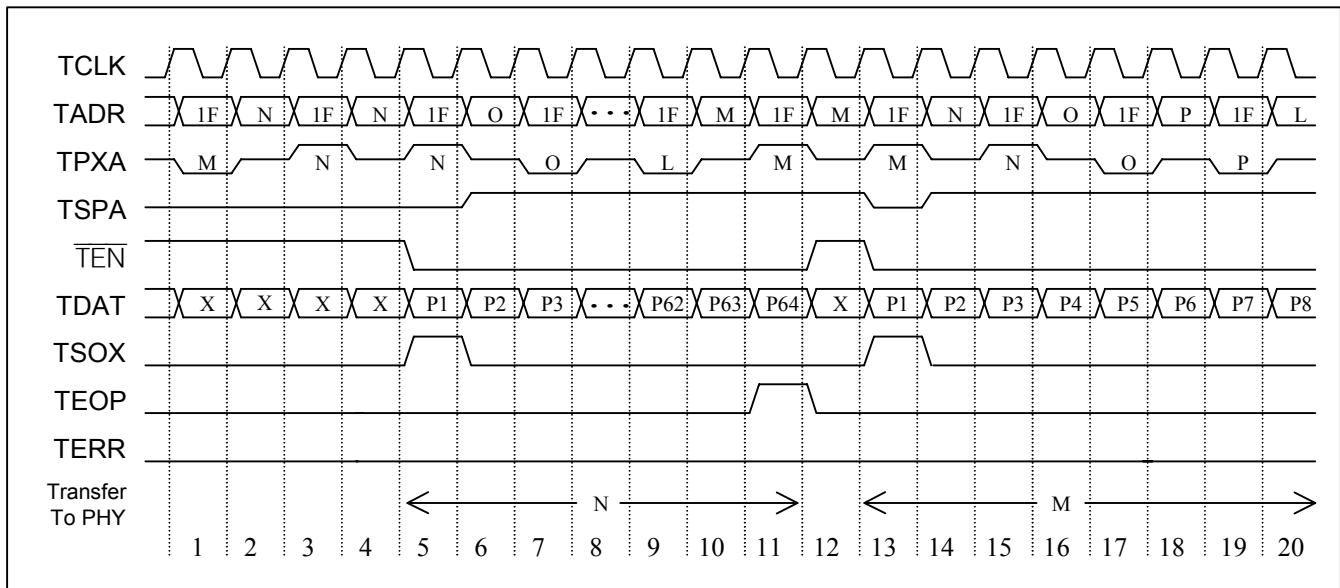 TCLK
TADR 1F N 1F N 1F O 1F ... 1F M 1F M 1F N 1F O 1F P 1F L
TPXA M N N O L M M N O P
TSPA
TEN
TDAT X X X X P1 P2 P3 ... P62 P63 P64 X P1 P2 P3 P4 P5 P6 P7 P8
TSOX
TEOP
TERR
Transfer
To PHY N M
1 2 3 4 5 6 7 8 9 10 11 12 13 14 15 16 17 18 19 20